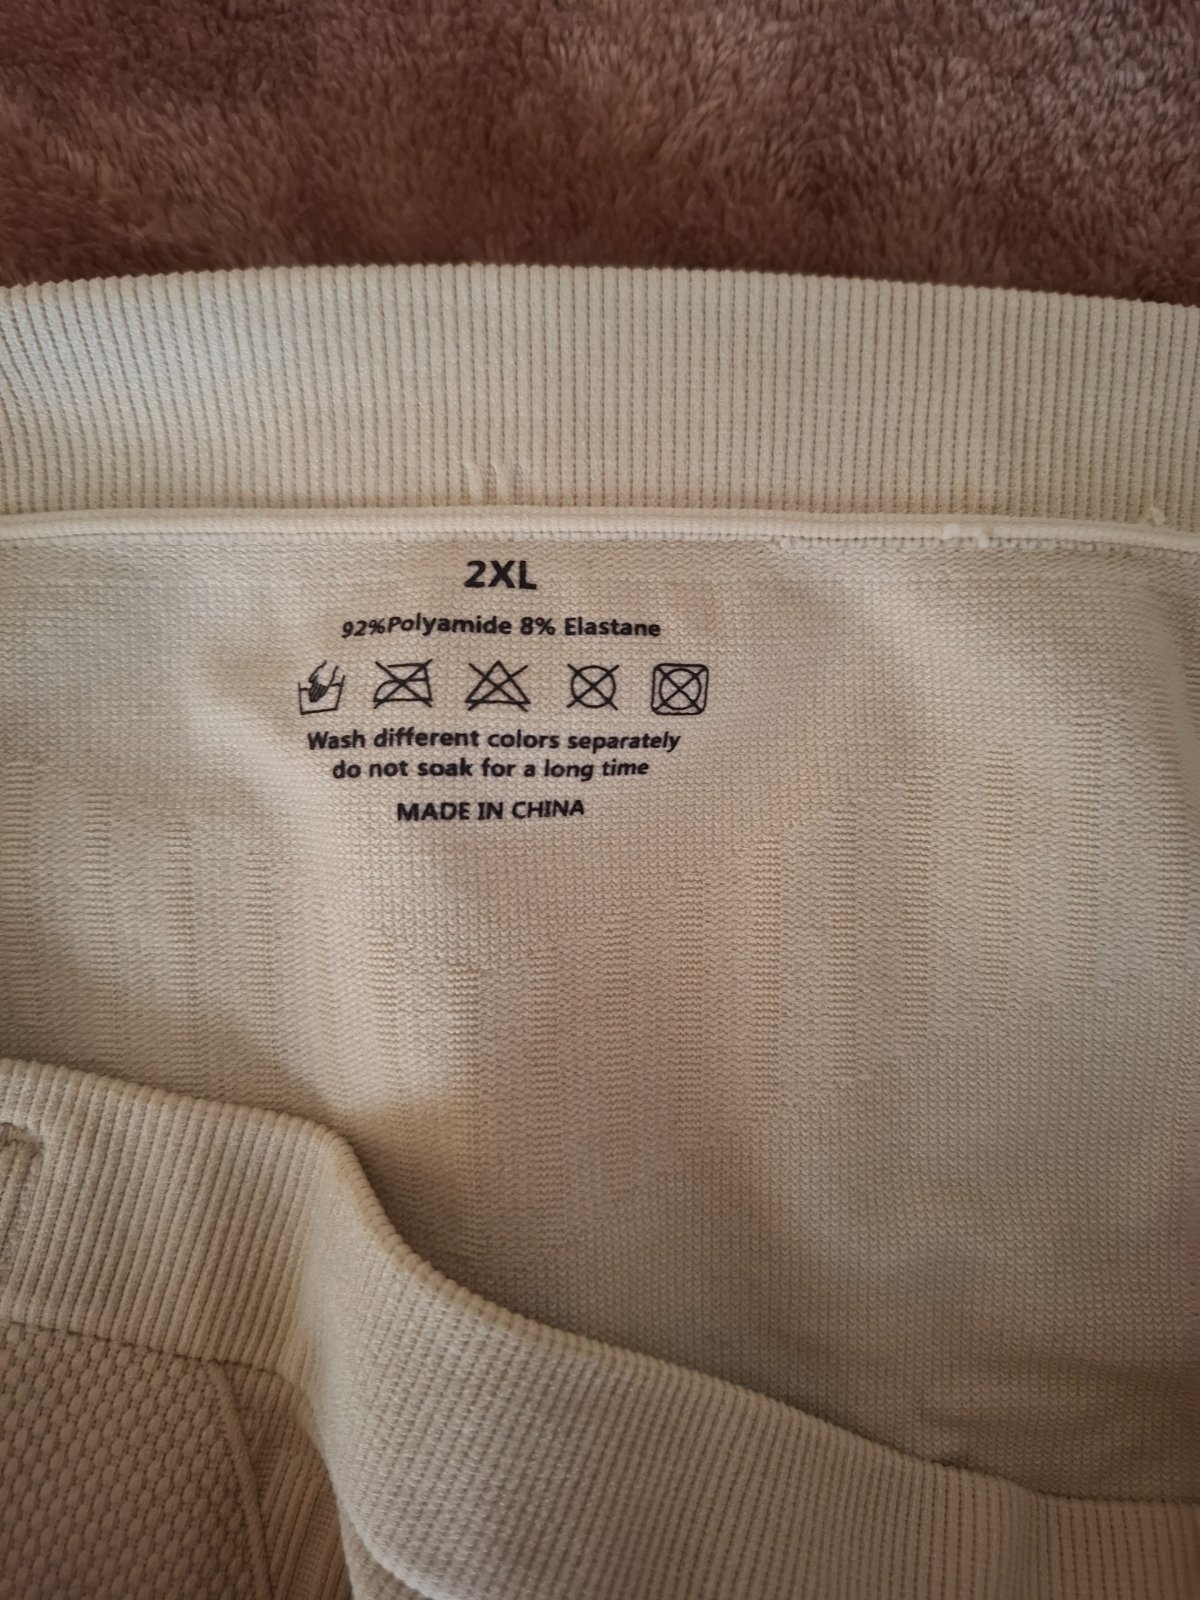 2XL
92%Polyamide 8% Elastane
Wash different colors separately
do not soak for a long time
MADE IN CHINA